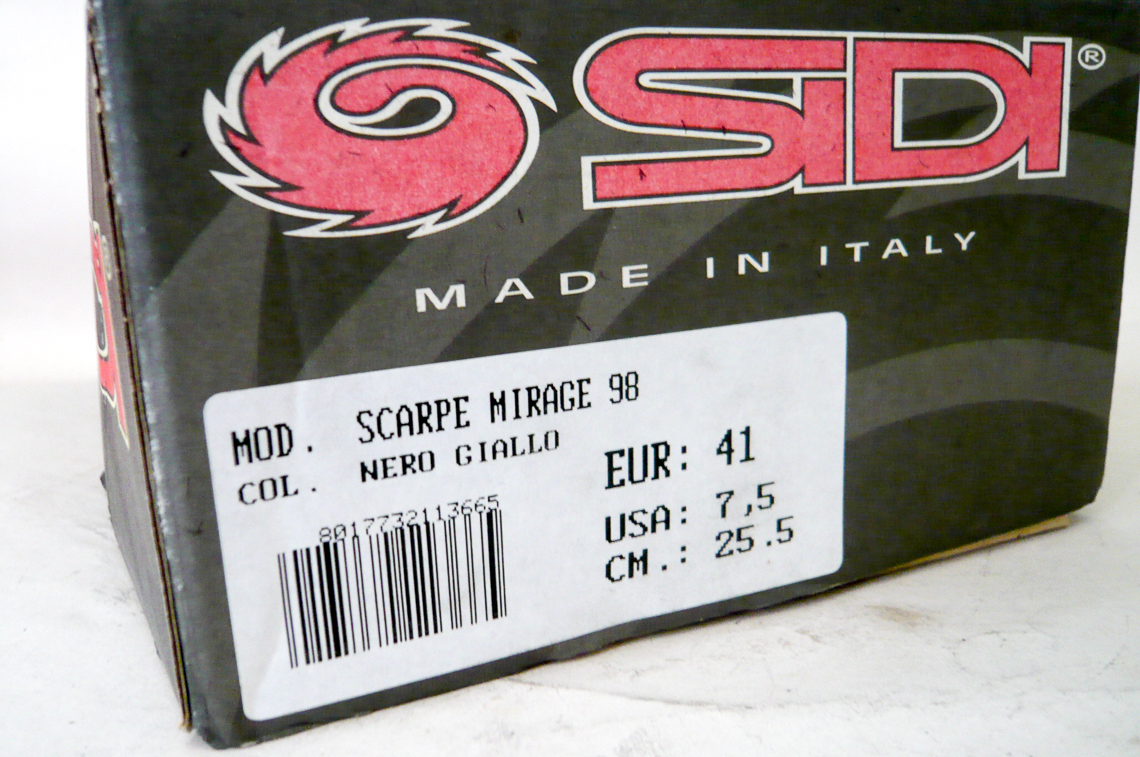 SIDI®
MADE IN ITALY
MOD. SCARPE MIRAGE 98
COL. NERO GIALLO
8017732113665
EUR: 41
USA: 7,5
CM.: 25.5